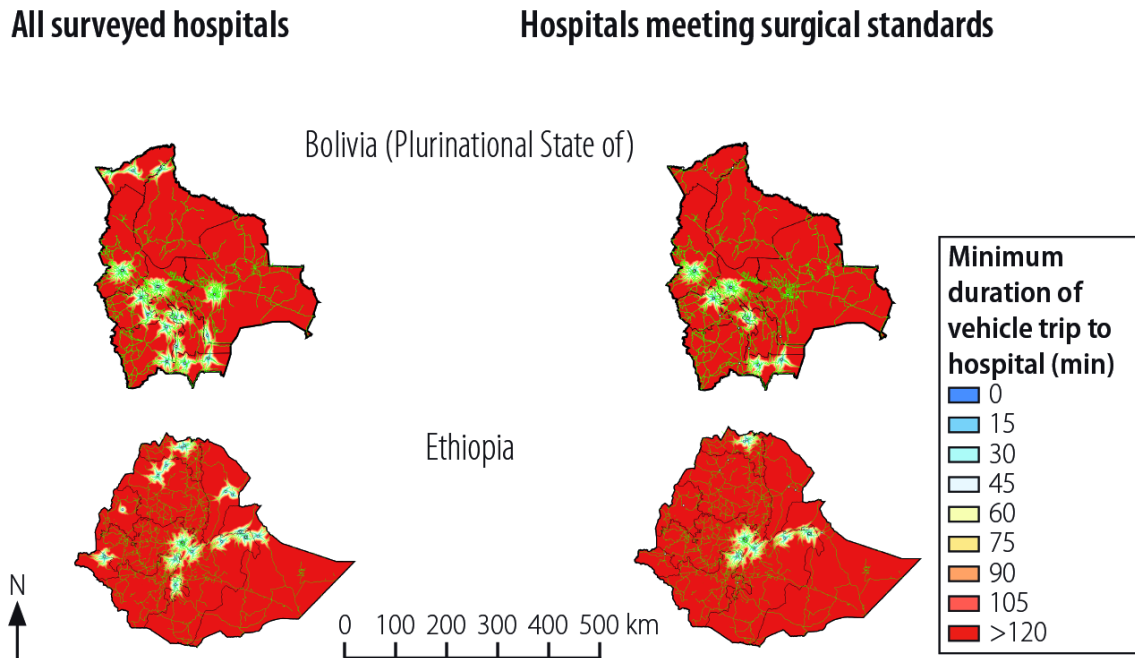 All surveyed hospitals
Hospitals meeting surgical standards
Bolivia (Plurinational State of)
Ethiopia
Minimum
duration of
vehicle trip to
hospital (min)
0
15
30
45
60
75
90
105
>120
N
0 100 200 300 400 500 km